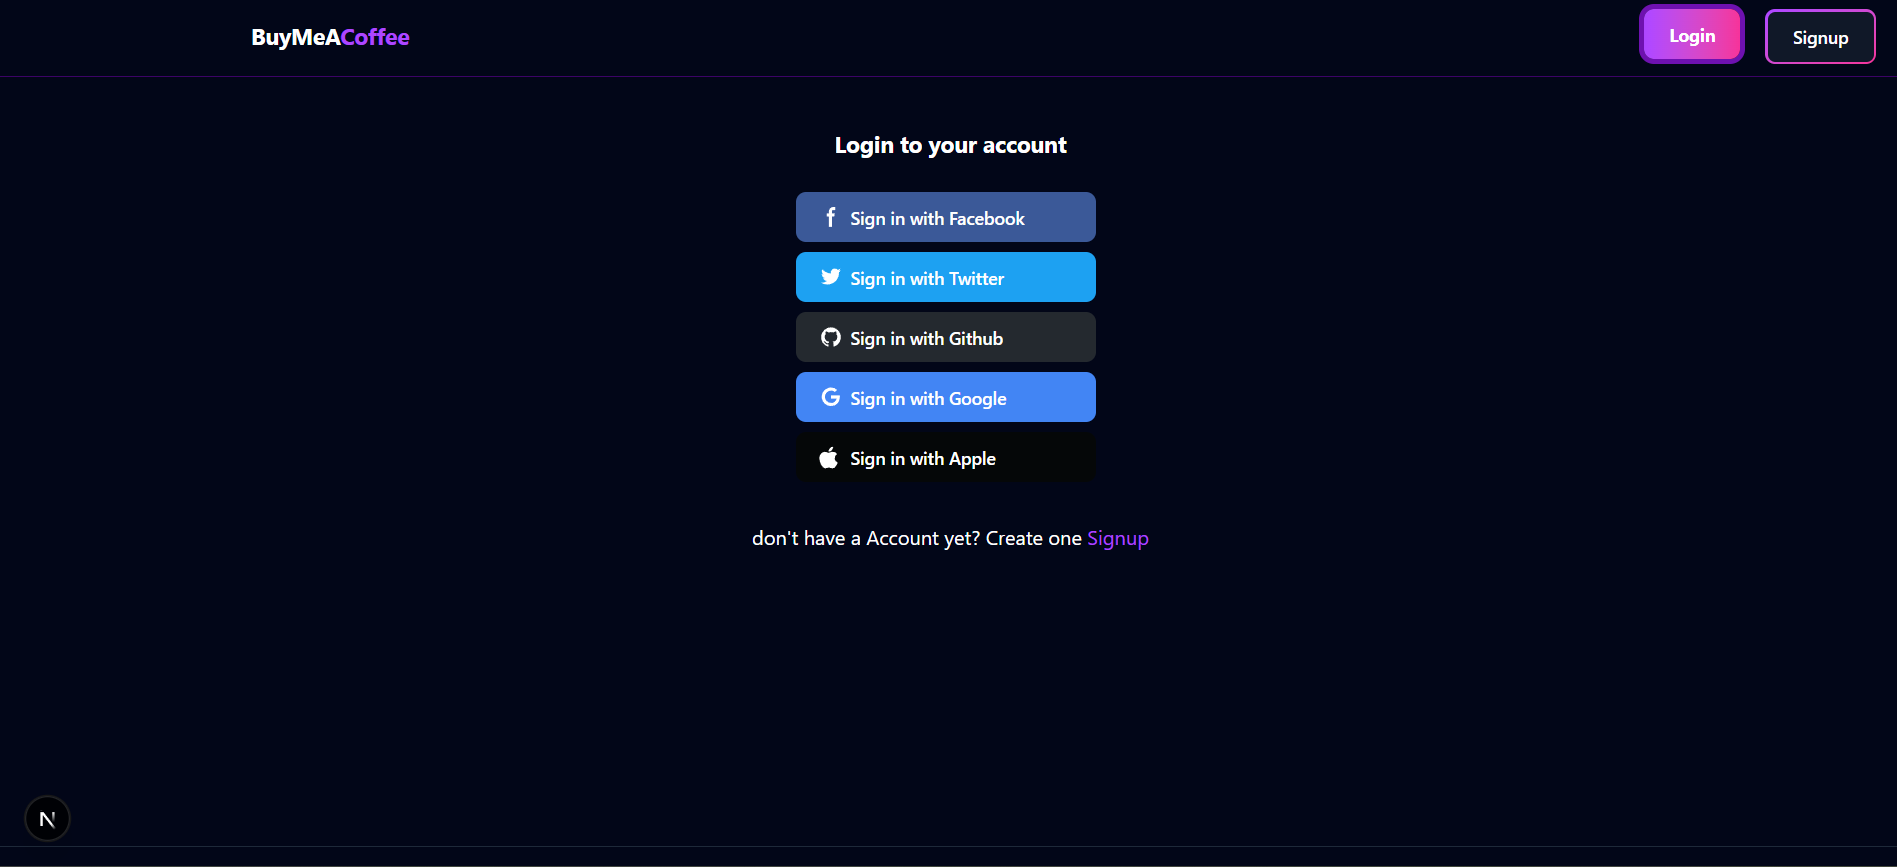 BuyMeACoffee
Login
Signup
Login to your account
Sign in with Facebook
Sign in with Twitter
Sign in with Github
Sign in with Google
Sign in with Apple
don't have a Account yet? Create one Signup
N